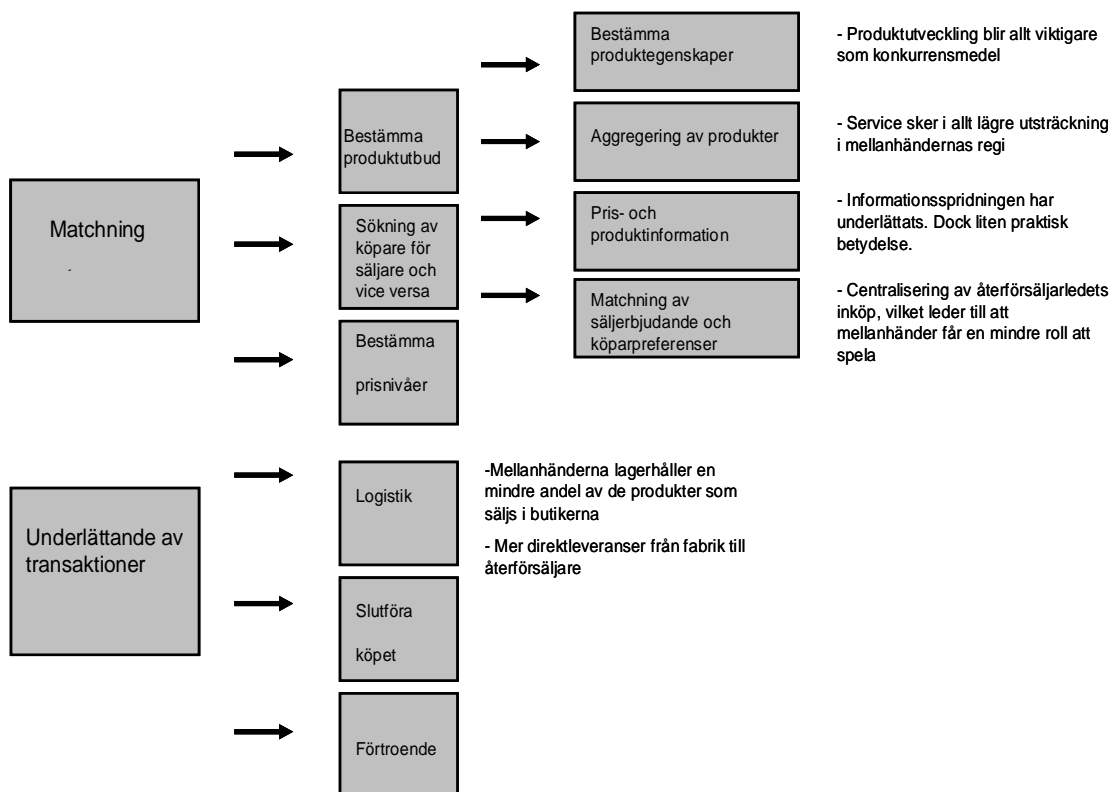 Matchning
.
Bestämma
produktutbud
Sökning av
köpare för
säljare och
vice versa
Bestämma
prisnivåer
Bestämma
produktegenskaper
- Produktutveckling blir allt viktigare
som konkurrensmedel
Aggregering av produkter
- Service sker i allt lägre utsträckning
i mellanhändernas regi
Pris- och
produktinformation
- Informationsspridningen har
underlättats. Dock liten praktisk
betydelse.
Matchning av
säljerbjudande och
köparpreferenser
- Centralisering av återförsäljarledets
inköp, vilket leder till att
mellanhänder får en mindre roll att
spela
Underlättande av
transaktioner
Logistik
-Mellanhänderna lagerhåller en
mindre andel av de produkter som
säljs i butikerna
- Mer direktleveranser från fabrik till
återförsäljare
Slutföra
köpet
Förtroende